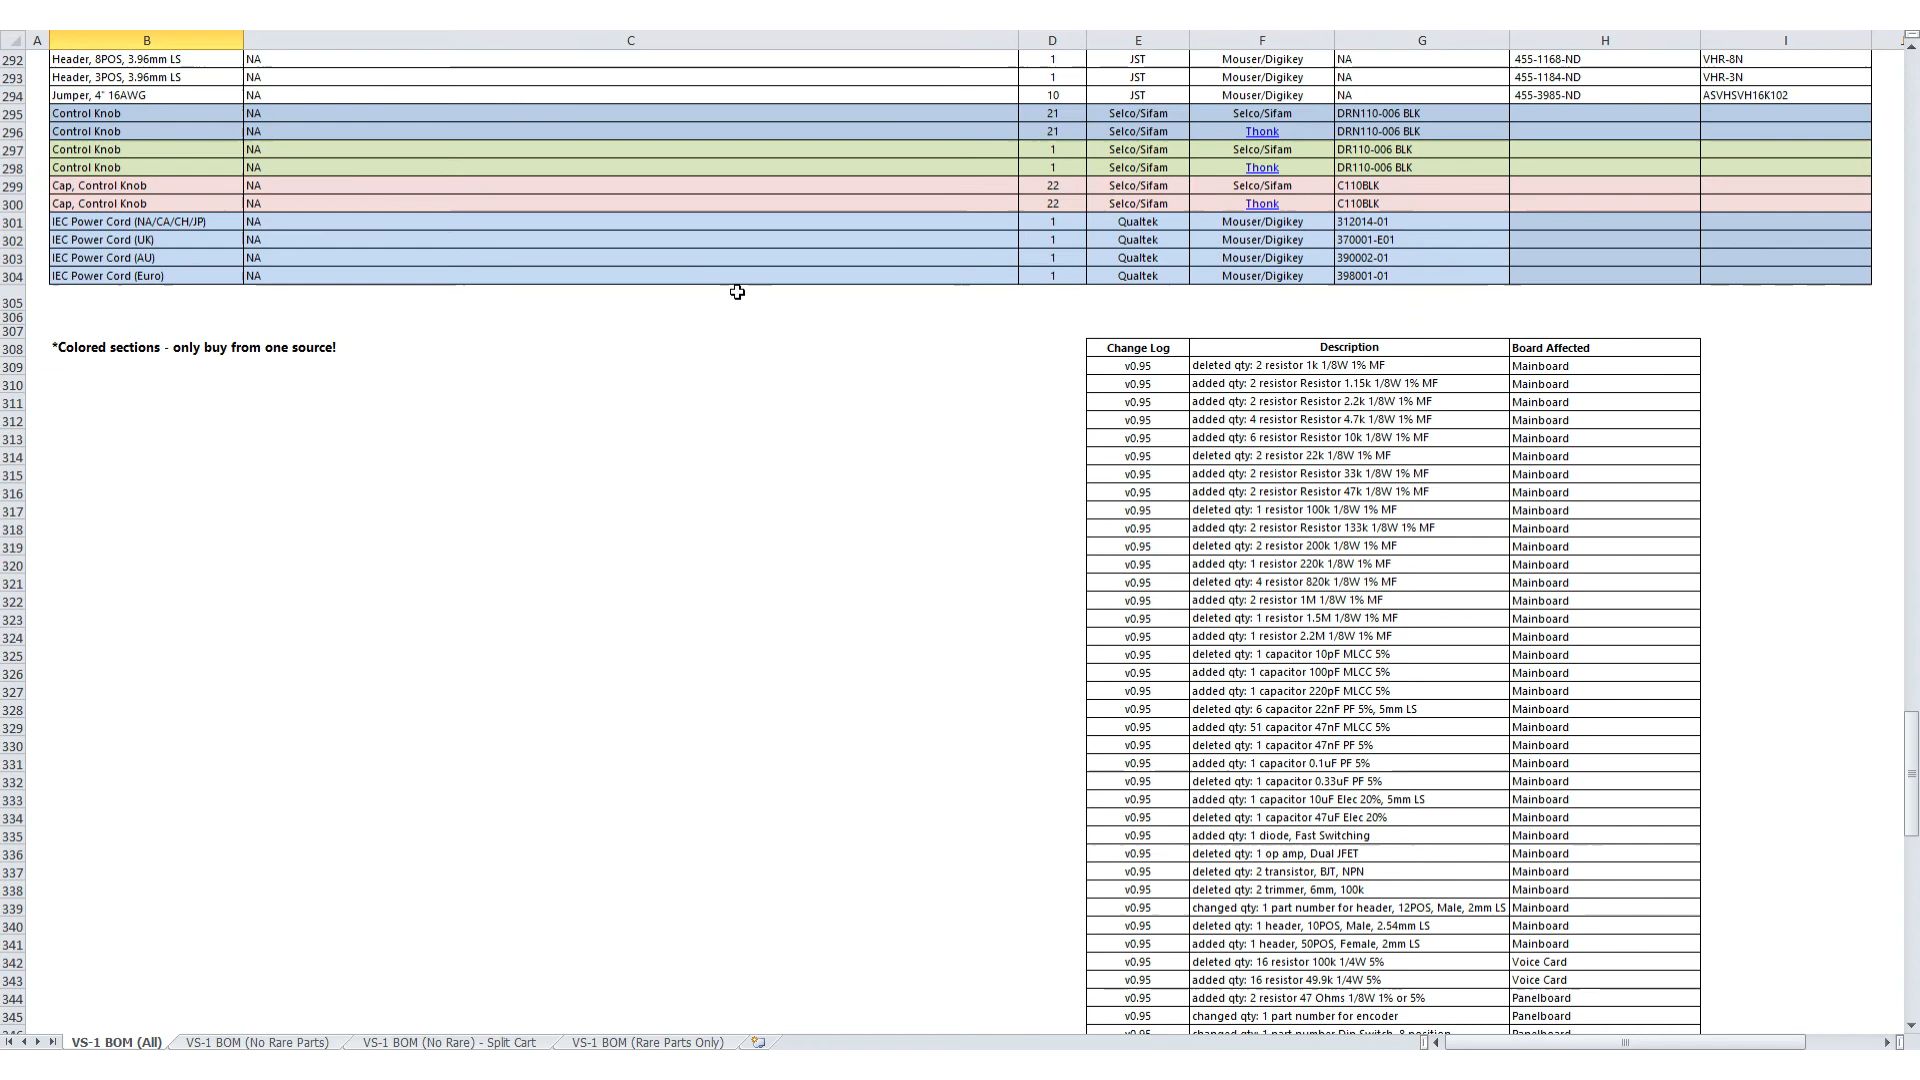 A B C D E F G H I
292 Header, 8POS, 3.96mm LS NA 1 JST Mouser/Digikey NA 455-1168-ND VHR-8N
293 Header, 3POS, 3.96mm LS NA 1 JST Mouser/Digikey NA 455-1184-ND VHR-3N
294 Jumper, 4" 16AWG NA 10 JST Mouser/Digikey NA 455-3985-ND ASVHSVH16K102
295 Control Knob NA 21 Selco/Sifam Selco/Sifam DRN110-006 BLK
296 Control Knob NA 21 Selco/Sifam Thonk DRN110-006 BLK
297 Control Knob NA 1 Selco/Sifam Selco/Sifam DR110-006 BLK
298 Control Knob NA 1 Selco/Sifam Thonk DR110-006 BLK
299 Cap, Control Knob NA 22 Selco/Sifam Selco/Sifam C110BLK
300 Cap, Control Knob NA 22 Selco/Sifam Thonk C110BLK
301 IEC Power Cord (NA/CA/CH/JP) NA 1 Qualtek Mouser/Digikey 312014-01
302 IEC Power Cord (UK) NA 1 Qualtek Mouser/Digikey 370001-E01
303 IEC Power Cord (AU) NA 1 Qualtek Mouser/Digikey 390002-01
304 IEC Power Cord (Euro) NA 1 Qualtek Mouser/Digikey 398001-01
305
306
307
308 *Colored sections - only buy from one source! Change Log Description Board Affected
309 v0.95 deleted qty: 2 resistor 1k 1/8W 1% MF Mainboard
310 v0.95 added qty: 2 resistor Resistor 1.15k 1/8W 1% MF Mainboard
311 v0.95 added qty: 2 resistor Resistor 2.2k 1/8W 1% MF Mainboard
312 v0.95 added qty: 4 resistor Resistor 4.7k 1/8W 1% MF Mainboard
313 v0.95 added qty: 6 resistor Resistor 10k 1/8W 1% MF Mainboard
314 v0.95 deleted qty: 2 resistor 22k 1/8W 1% MF Mainboard
315 v0.95 added qty: 2 resistor Resistor 33k 1/8W 1% MF Mainboard
316 v0.95 added qty: 2 resistor Resistor 47k 1/8W 1% MF Mainboard
317 v0.95 deleted qty: 1 resistor 100k 1/8W 1% MF Mainboard
318 v0.95 added qty: 2 resistor Resistor 133k 1/8W 1% MF Mainboard
319 v0.95 deleted qty: 2 resistor 200k 1/8W 1% MF Mainboard
320 v0.95 added qty: 1 resistor 220k 1/8W 1% MF Mainboard
321 v0.95 deleted qty: 4 resistor 820k 1/8W 1% MF Mainboard
322 v0.95 added qty: 2 resistor 1M 1/8W 1% MF Mainboard
323 v0.95 deleted qty: 1 resistor 1.5M 1/8W 1% MF Mainboard
324 v0.95 added qty: 1 resistor 2.2M 1/8W 1% MF Mainboard
325 v0.95 deleted qty: 1 capacitor 10pF MLCC 5% Mainboard
326 v0.95 added qty: 1 capacitor 100pF MLCC 5% Mainboard
327 v0.95 added qty: 1 capacitor 220pF MLCC 5% Mainboard
328 v0.95 deleted qty: 6 capacitor 22nF PF 5%, 5mm LS Mainboard
329 v0.95 added qty: 51 capacitor 47nF MLCC 5% Mainboard
330 v0.95 deleted qty: 1 capacitor 47nF PF 5% Mainboard
331 v0.95 added qty: 1 capacitor 0.1uF PF 5% Mainboard
332 v0.95 deleted qty: 1 capacitor 0.33uF PF 5% Mainboard
333 v0.95 added qty: 1 capacitor 10uF Elec 20%, 5mm LS Mainboard
334 v0.95 deleted qty: 1 capacitor 47uF Elec 20% Mainboard
335 v0.95 added qty: 1 diode, Fast Switching Mainboard
336 v0.95 deleted qty: 1 op amp, Dual JFET Mainboard
337 v0.95 deleted qty: 2 transistor, BJT, NPN Mainboard
338 v0.95 deleted qty: 2 trimmer, 6mm, 100k Mainboard
339 v0.95 changed qty: 1 part number for header, 12POS, Male, 2mm LS Mainboard
340 v0.95 deleted qty: 1 header, 10POS, Male, 2.54mm LS Mainboard
341 v0.95 added qty: 1 header, 50POS, Female, 2mm LS Mainboard
342 v0.95 deleted qty: 16 resistor 100k 1/4W 5% Voice Card
343 v0.95 added qty: 16 resistor 49.9k 1/4W 5% Voice Card
344 v0.95 added qty: 2 resistor 47 Ohms 1/8W 1% or 5% Panelboard
345 v0.95 changed qty: 1 part number for encoder Panelboard
346 v0.95 changed qty: 1 part number Dip Switch, 8 position Panelboard
VS-1 BOM (All) VS-1 BOM (No Rare Parts) VS-1 BOM (No Rare) - Split Cart VS-1 BOM (Rare Parts Only)